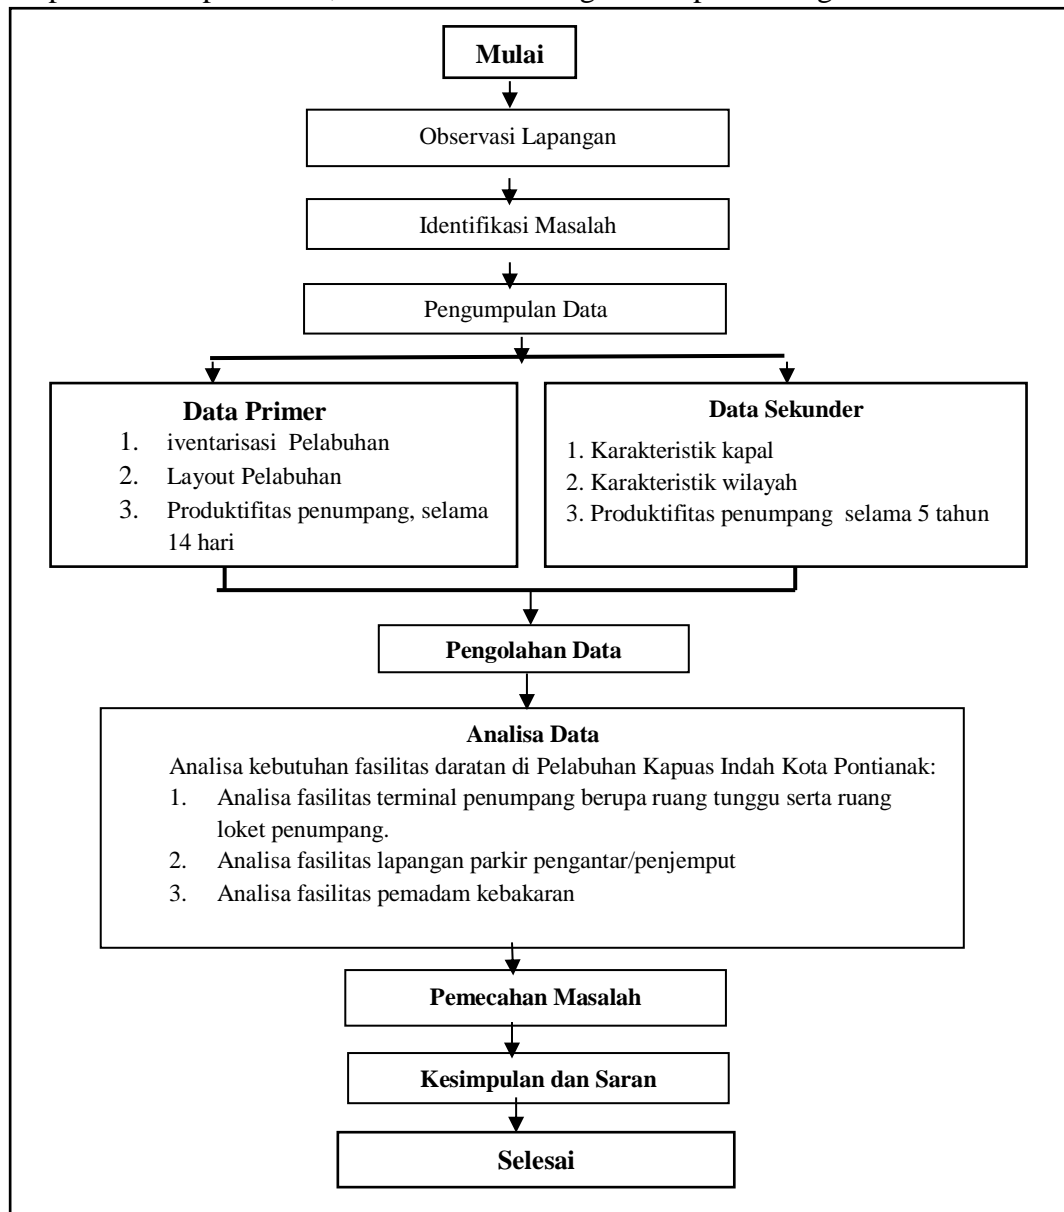 Mulai
Observasi Lapangan
Identifikasi Masalah
Pengumpulan Data
Data Primer
1. iventarisasi Pelabuhan
2. Layout Pelabuhan
3. Produktifitas penumpang, selama
14 hari
Data Sekunder
1. Karakteristik kapal
2. Karakteristik wilayah
3. Produktifitas penumpang selama 5 tahun
Pengolahan Data
Analisa Data
Analisa kebutuhan fasilitas daratan di Pelabuhan Kapuas Indah Kota Pontianak:
1. Analisa fasilitas terminal penumpang berupa ruang tunggu serta ruang
loket penumpang.
2. Analisa fasilitas lapangan parkir pengantar/penjemput
3. Analisa fasilitas pemadam kebakaran
Pemecahan Masalah
Kesimpulan dan Saran
Selesai